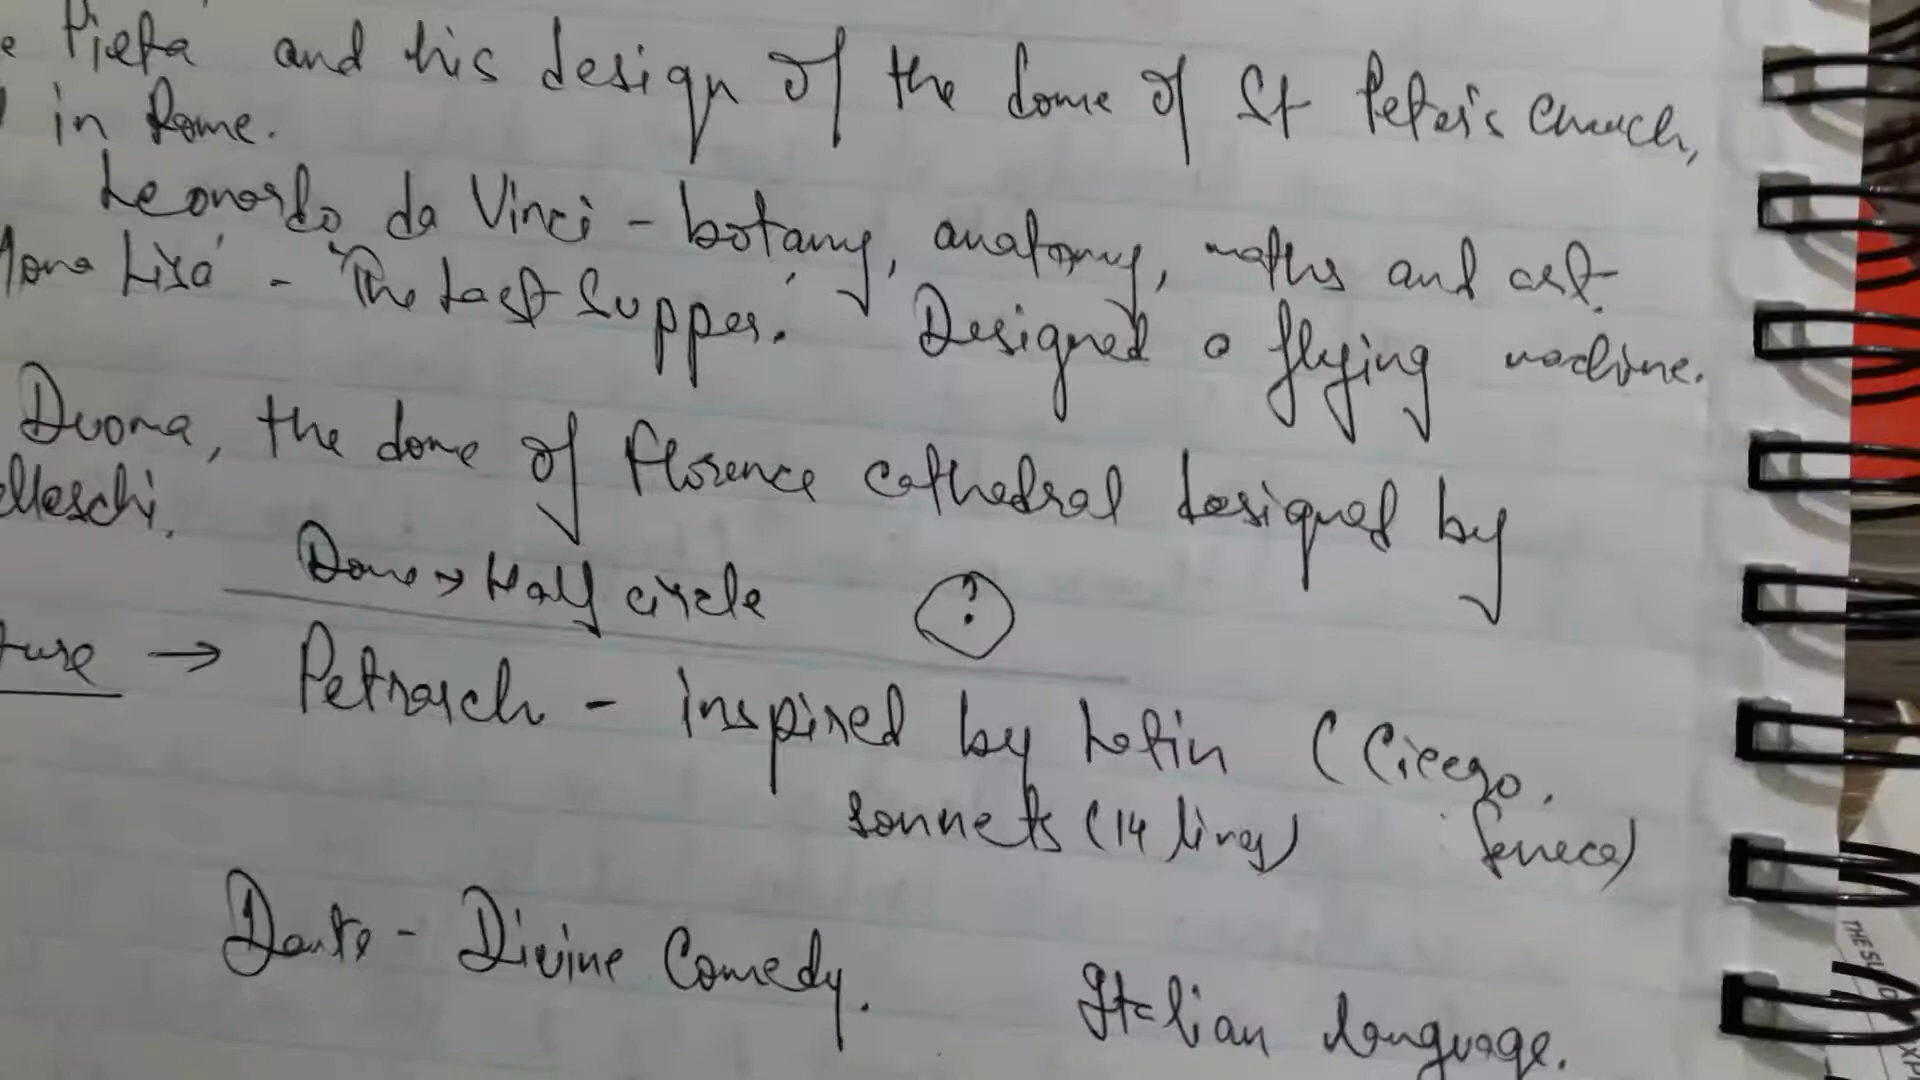 e Pieta and his design of the dome of St Peter's Church,
in Rome.
Leonardo da Vinci - botany, anatomy, maths and art.
Mona Lisa' - 'The Last Supper.' Designed a flying machine.
Duoma, the dome of Florence cathedral designed by
elleschi.
Dome → Half circle ?
ture → Petrarch - inspired by Latin (Cicero,
sonnets (14 lines) Seneca)
Dante - Divine Comedy. Italian language.